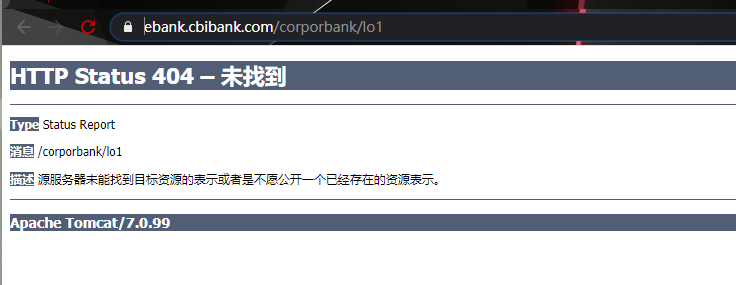 ebank.cbibank.com/corporbank/lo1
HTTP Status 404 – 未找到
Type Status Report
消息 /corporbank/lo1
描述 源服务器未能找到目标资源的表示或者是不愿公开一个已经存在的资源表示。
Apache Tomcat/7.0.99